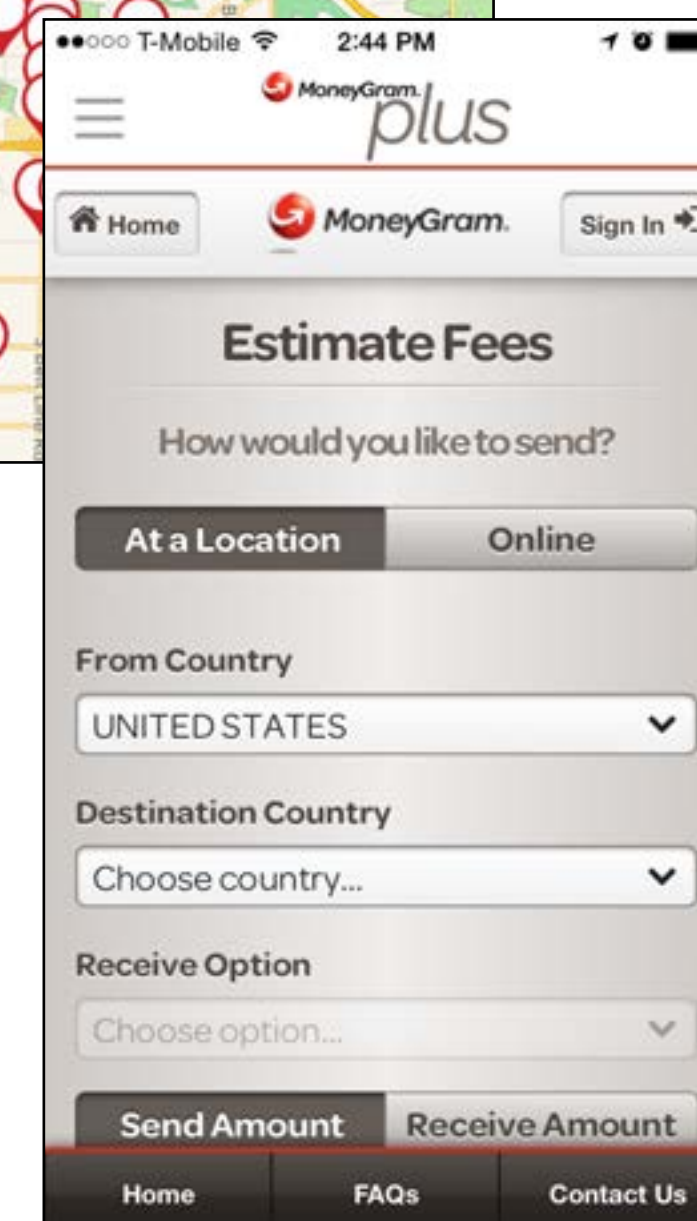 T-Mobile 2:44 PM
MoneyGram. plus
Home MoneyGram. Sign In
Estimate Fees
How would you like to send?
At a Location Online
From Country
UNITED STATES
Destination Country
Choose country...
Receive Option
Choose option...
Send Amount Receive Amount
Home FAQs Contact Us